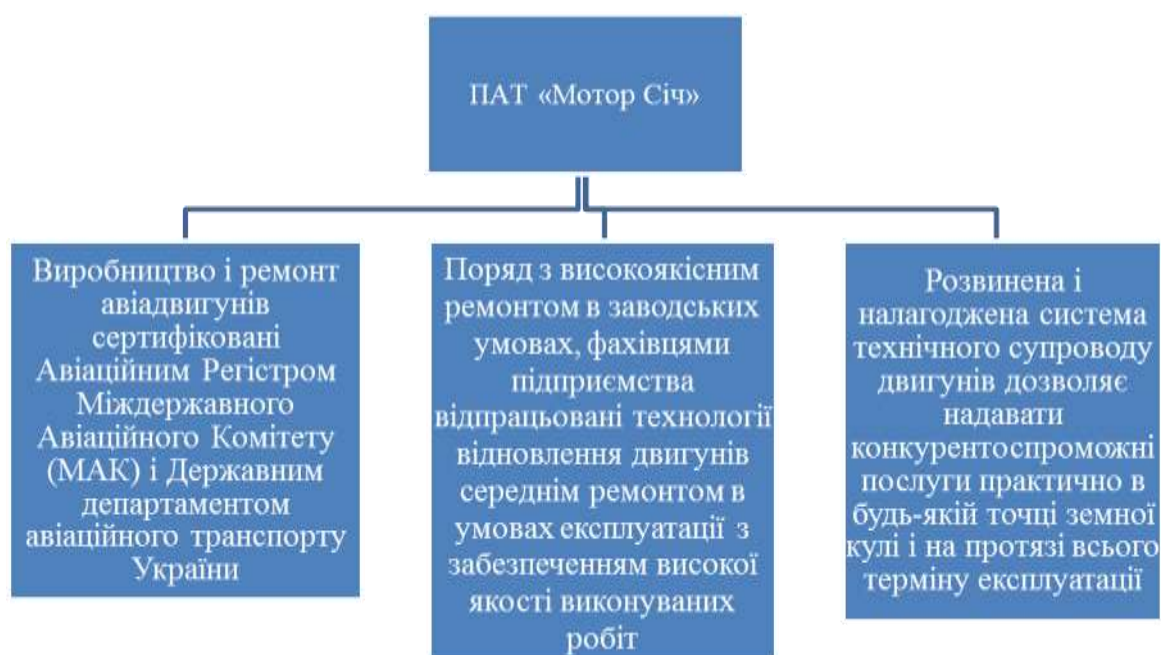 ПАТ «Мотор Січ»
Виробництво і ремонт
авіадвигунів
сертифіковані
Авіаційним Регістром
Міждержавного
Авіаційного Комітету
(МАК) і Державним
департаментом
авіаційного транспорту
України
Поряд з високоякісним
ремонтом в заводських
умовах, фахівцями
підприємства
відпрацьовані технології
відновлення двигунів
середнім ремонтом в
умовах експлуатації з
забезпеченням високої
якості виконуваних
робіт
Розвинена і
налагоджена система
технічного супроводу
двигунів дозволяє
надавати
конкурентоспроможні
послуги практично в
будь-якій точці земної
кулі і на протязі всього
терміну експлуатації